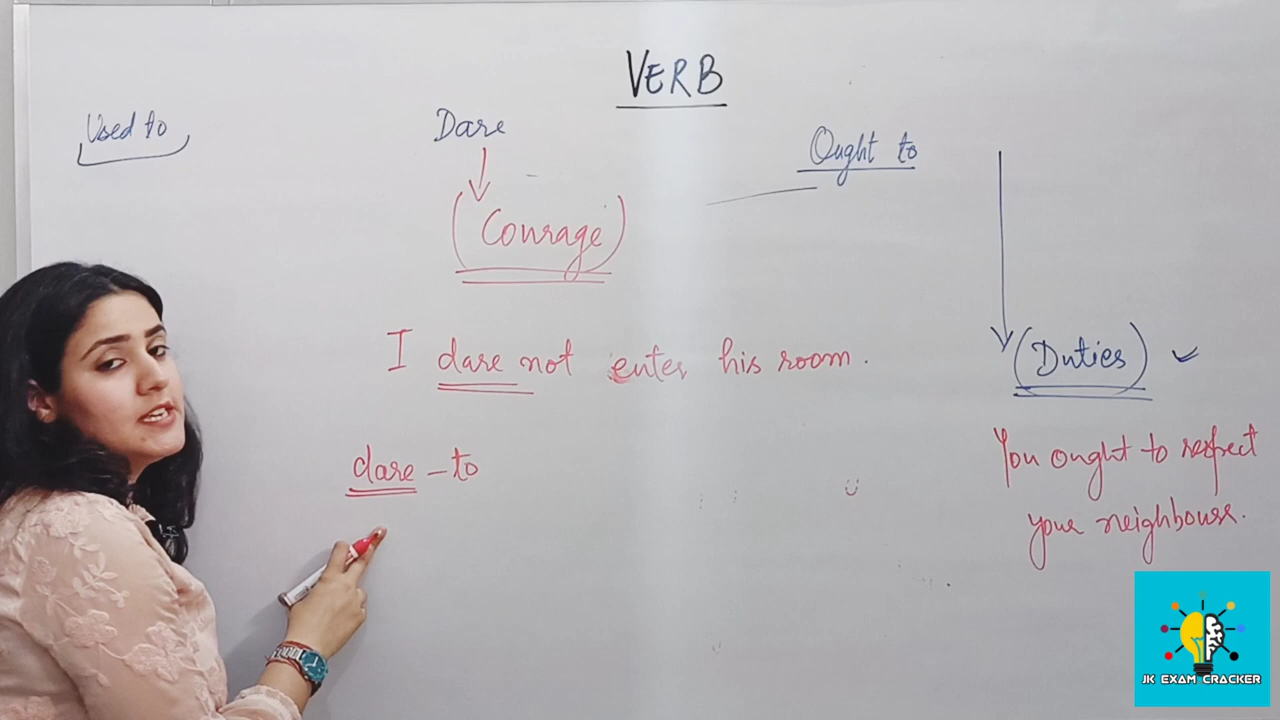 VERB
Used to
Dare
Ought to
(Courage)
I dare not enter his room.
(Duties)
dare - to
You ought to respect
your neighbours.
JK EXAM CRACKER